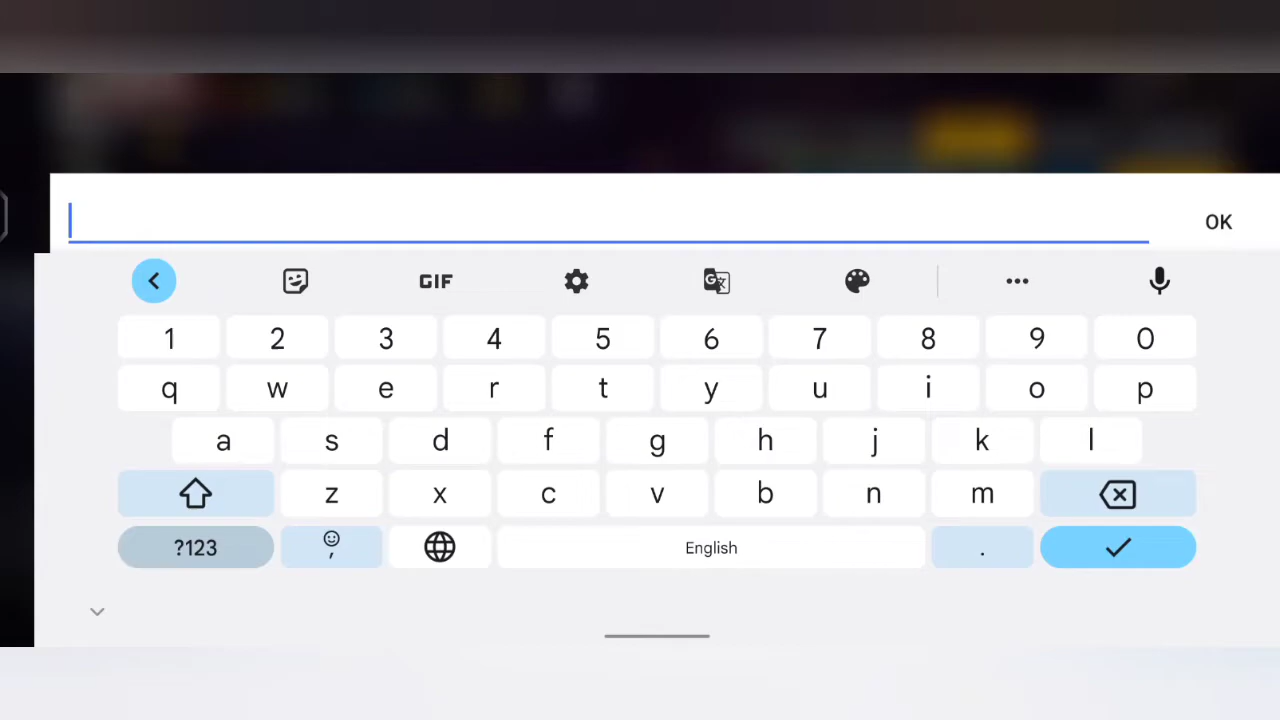 OK
GIF
1 2 3 4 5 6 7 8 9 0
q w e r t y u i o p
a s d f g h j k l
z x c v b n m
?123 , English .